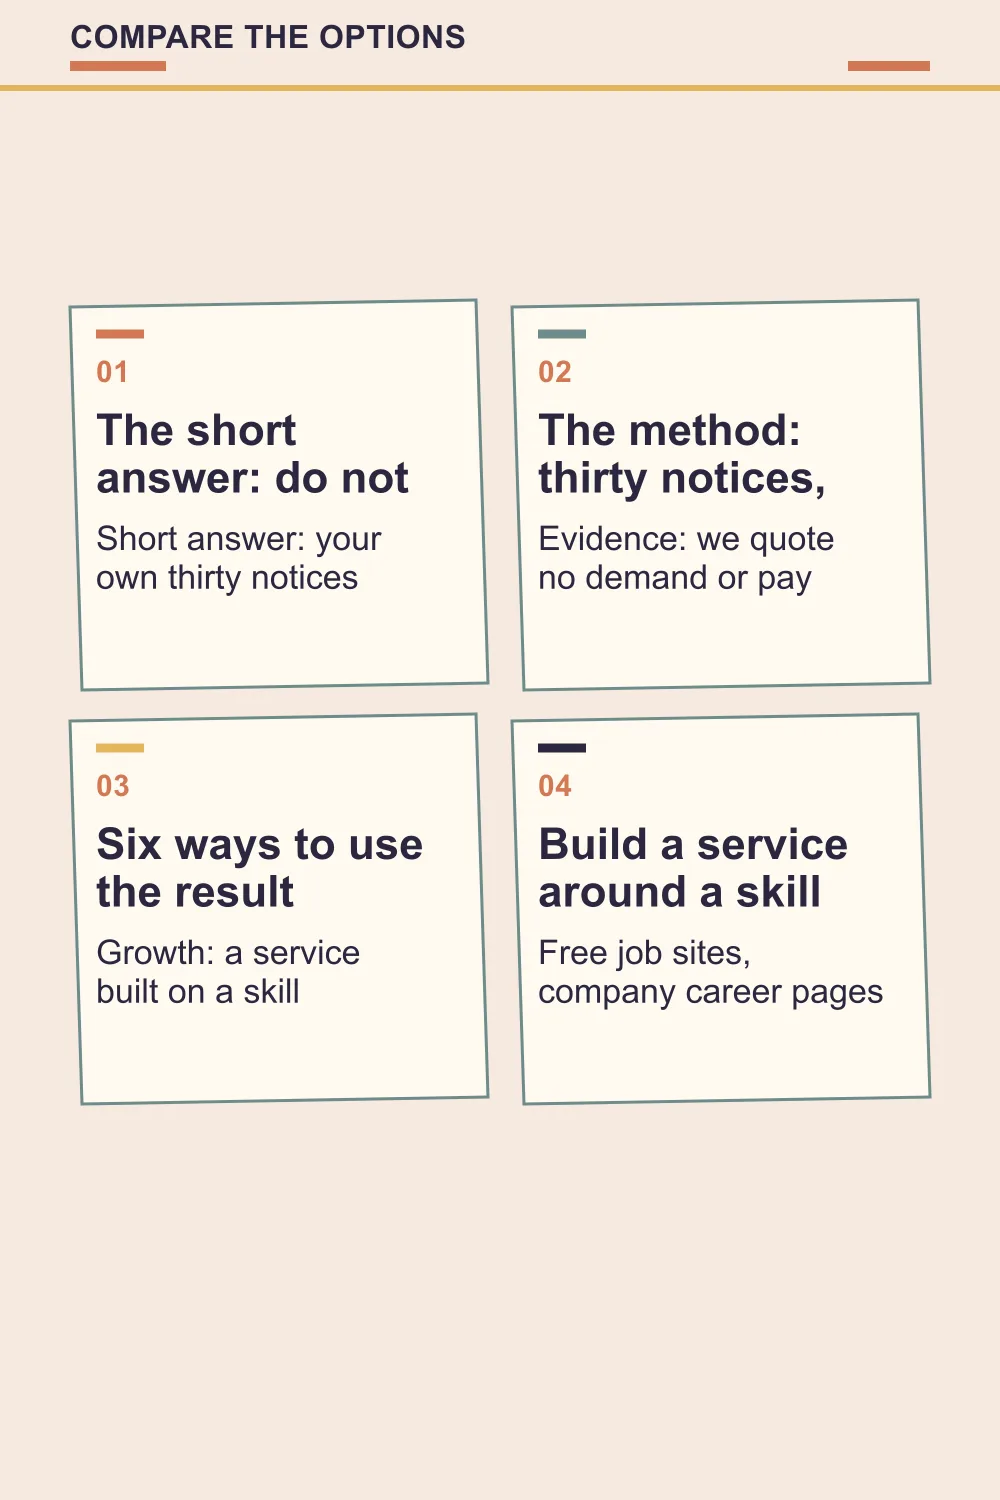 COMPARE THE OPTIONS
01
The short
answer: do not
Short answer: your
own thirty notices
02
The method:
thirty notices,
Evidence: we quote
no demand or pay
03
Six ways to use
the result
Growth: a service
built on a skill
04
Build a service
around a skill
Free job sites,
company career pages